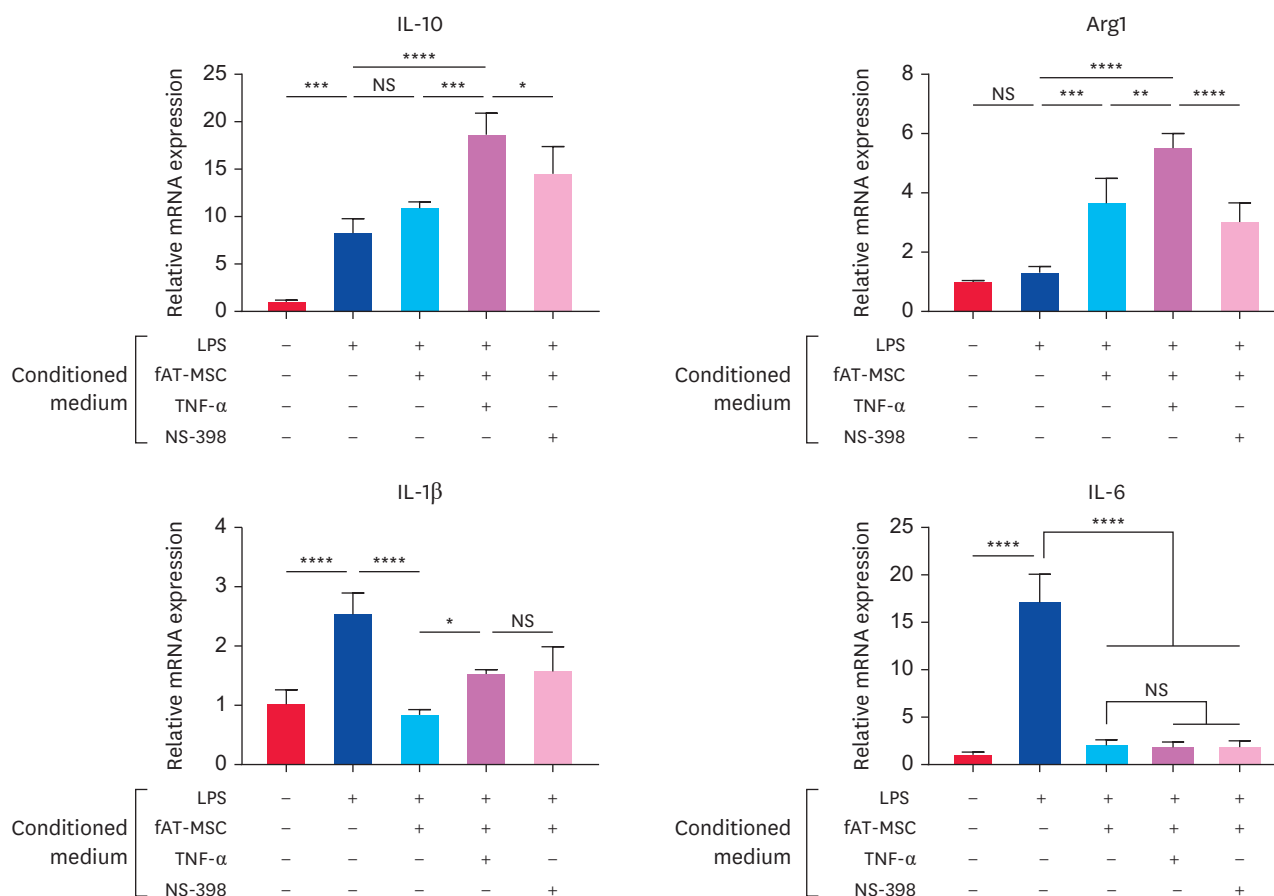 IL-10
Relative mRNA expression
25
20
15
10
5
0
****
*** NS *** *
Conditioned medium
LPS – + + + +
fAT-MSC – – + + +
TNF-α – – – + –
NS-398 – – – – +
Arg1
Relative mRNA expression
8
6
4
2
0
****
NS *** ** ****
Conditioned medium
LPS – + + + +
fAT-MSC – – + + +
TNF-α – – – + –
NS-398 – – – – +
IL-1β
Relative mRNA expression
4
3
2
1
0
**** ****
* NS
Conditioned medium
LPS – + + + +
fAT-MSC – – + + +
TNF-α – – – + –
NS-398 – – – – +
IL-6
Relative mRNA expression
25
20
15
10
5
0
****
****
NS
Conditioned medium
LPS – + + + +
fAT-MSC – – + + +
TNF-α – – – + –
NS-398 – – – – +